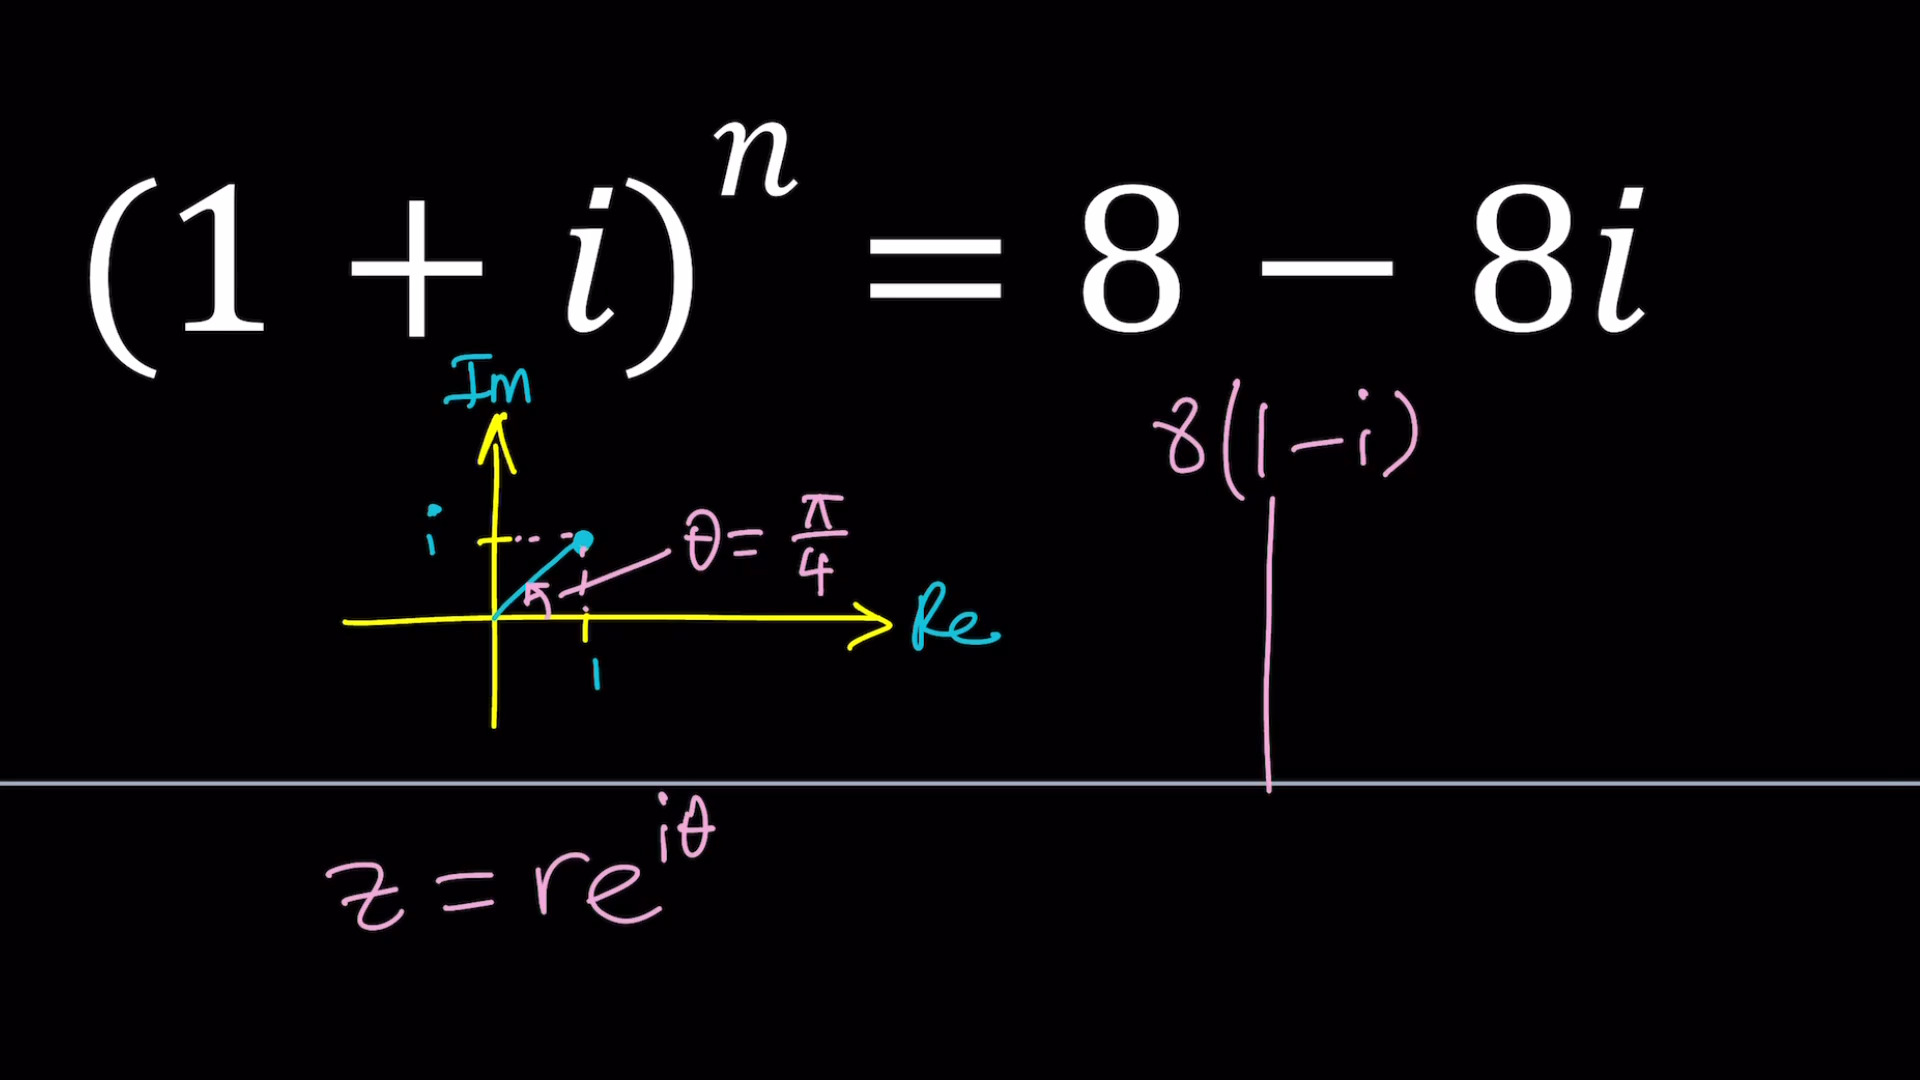 (1 + i)^n = 8 − 8i
Im
8(1−i)
i
θ = π/4
Re
1
z = re^{iθ}